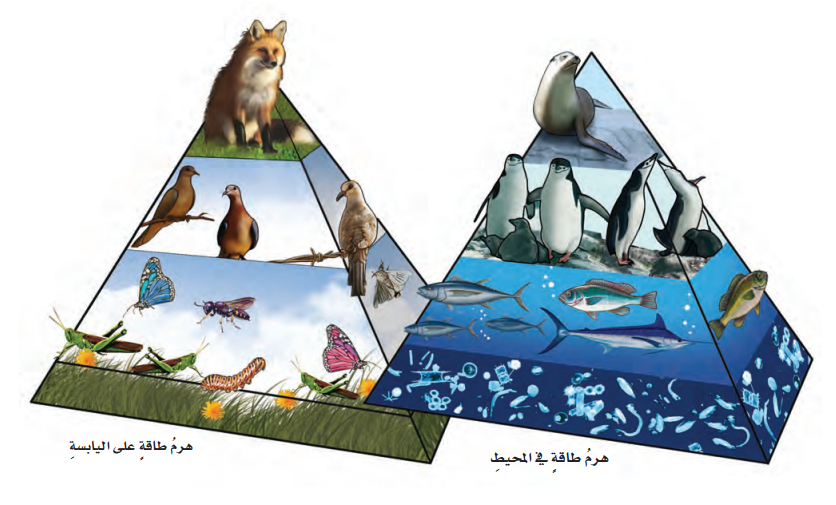 هرمُ طاقةٍ على اليابسةِ
هرمُ طاقةٍ في المحيطِ